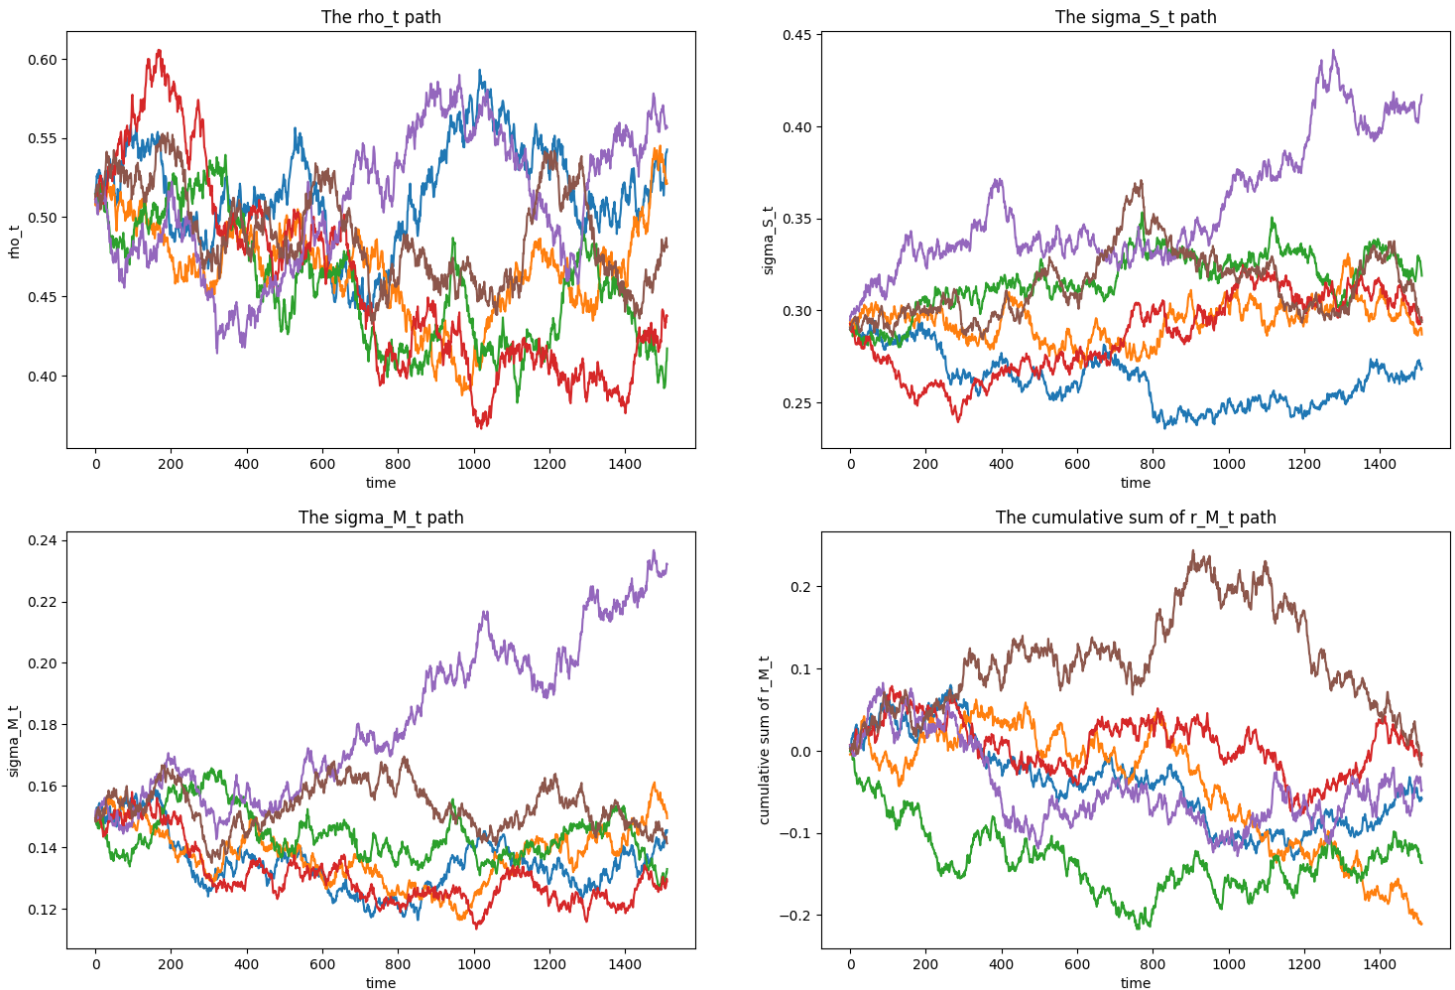 The rho_t path
rho_t
0.60
0.55
0.50
0.45
0.40
0 200 400 600 800 1000 1200 1400
time
The sigma_S_t path
sigma_S_t
0.45
0.40
0.35
0.30
0.25
0 200 400 600 800 1000 1200 1400
time
The sigma_M_t path
sigma_M_t
0.24
0.22
0.20
0.18
0.16
0.14
0.12
0 200 400 600 800 1000 1200 1400
time
The cumulative sum of r_M_t path
cumulative sum of r_M_t
0.2
0.1
0.0
−0.1
−0.2
0 200 400 600 800 1000 1200 1400
time